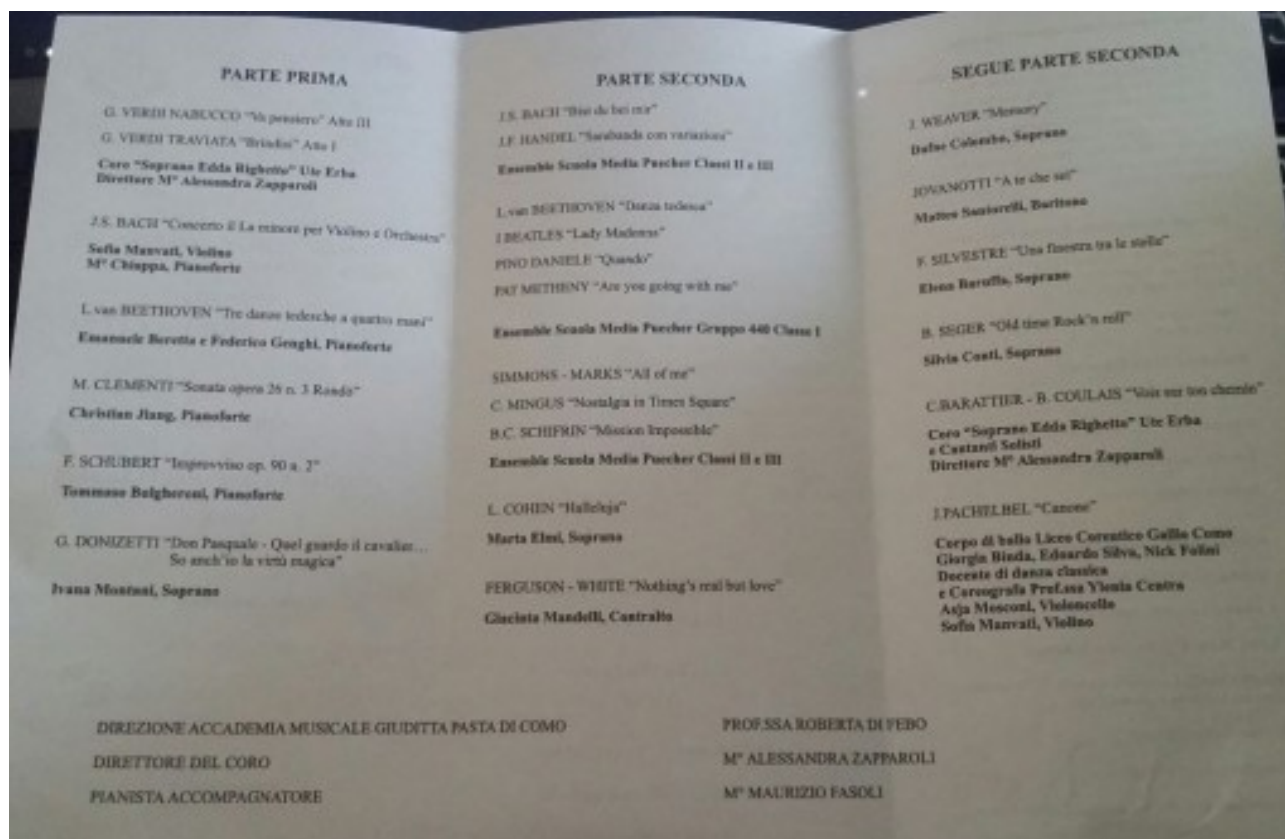 PARTE PRIMA
G. VERDI NABUCCO "Va pensiero" Atto III
G. VERDI TRAVIATA "Brindisi" Atto I
Coro "Soprano Edda Righetto" Ute Erba
Direttore M° Alessandra Zapparoli
J.S. BACH "Concerto il La minore per Violino e Orchestra"
Sofia Manvati, Violino
M° Chiappa, Pianoforte
L. van BEETHOVEN "Tre danze tedesche a quattro mani"
Emanuele Beretta e Federico Genghi, Pianoforte
M. CLEMENTI "Sonata opera 26 n. 3 Rondò"
Christian Jiang, Pianoforte
F. SCHUBERT "Improvviso op. 90 n. 2"
Tommaso Balgheroni, Pianoforte
G. DONIZETTI "Don Pasquale - Quel guardo il cavalier...
So anch'io la virtù magica"
Ivana Montoni, Soprano
PARTE SECONDA
J.S. BACH "Bist du bei mir"
J.F. HANDEL "Sarabanda con variazioni"
Ensemble Scuola Media Puecher Classi II e III
L. van BEETHOVEN "Danza tedesca"
I BEATLES "Lady Madonna"
PINO DANIELE "Quando"
PAT METHENY "Are you going with me"
Ensemble Scuola Media Puecher Gruppo 440 Classe I
SIMMONS - MARKS "All of me"
C. MINGUS "Nostalgia in Times Square"
B.C. SCHIFRIN "Mission Impossible"
Ensemble Scuola Media Puecher Classi II e III
L. COHEN "Halleluja"
Marta Soprano
FERGUSON - WHITE "Nothing's real but love"
Giacinta Mandelli, Contralto
SEGUE PARTE SECONDA
J. WEAVER "Memory"
Dafne Colombo, Soprano
JOVANOTTI "A te che sei"
Matteo Santorelli, Baritono
F. SILVESTRE "Una finestra tra le stelle"
Elena Baruffa, Soprano
B. SEGER "Old time Rock'n roll"
Silvia Conti, Soprano
C.BARATTIER - B. COULAIS "Vois sur ton chemin"
Coro "Soprano Edda Righetto" Ute Erba
e Cantanti Solisti
Direttore M° Alessandra Zapparoli
J.PACHELBEL "Canone"
Corpo di ballo Liceo Coreutico Gallio Como
Giorgia Binda, Edoardo Silva, Nick Folini
Docente di danza classica
e Coreografa Prof.ssa Ylenia Centra
Asja Mosconi, Violoncello
Sofia Manvati, Violino
DIREZIONE ACCADEMIA MUSICALE GIUDITTA PASTA DI COMO
PROF.SSA ROBERTA DI FEBO
DIRETTORE DEL CORO
M° ALESSANDRA ZAPPAROLI
PIANISTA ACCOMPAGNATORE
M° MAURIZIO FASOLI